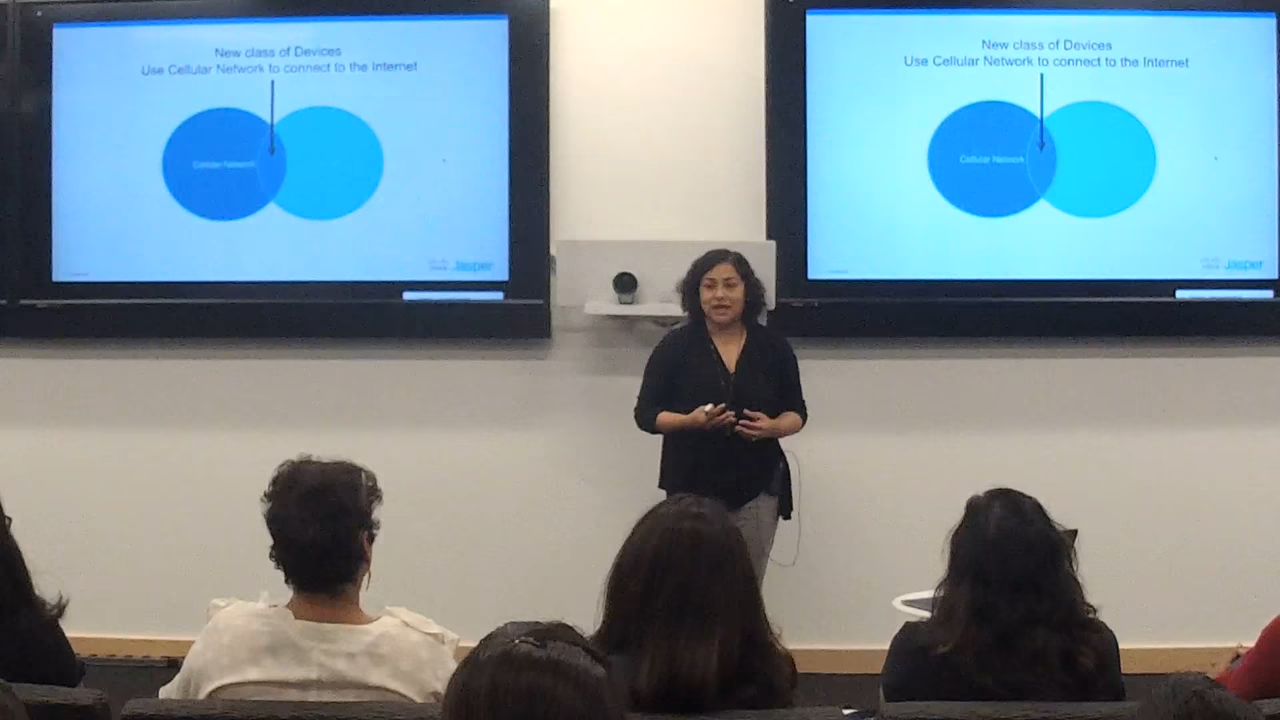 New class of Devices
Use Cellular Network to connect to the Internet
Cellular Network
Jasper
New class of Devices
Use Cellular Network to connect to the Internet
Cellular Network
Jasper